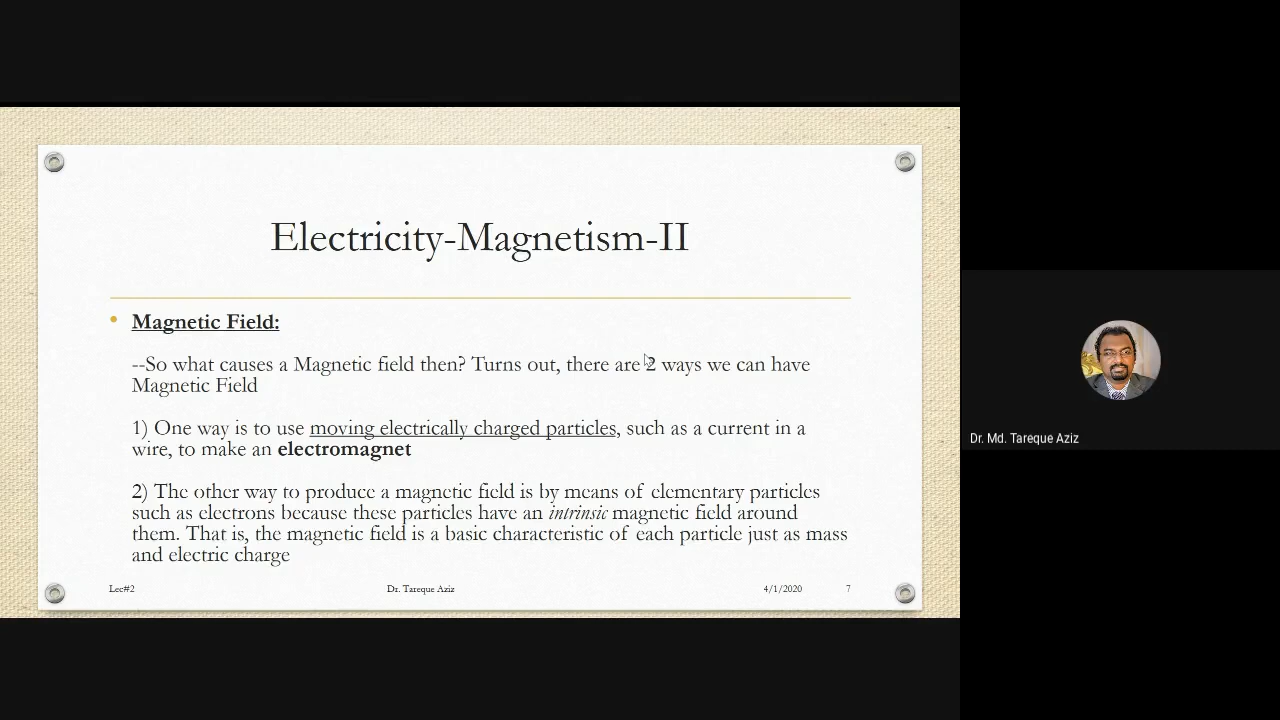 Electricity-Magnetism-II
Magnetic Field:
--So what causes a Magnetic field then? Turns out, there are 2 ways we can have
Magnetic Field
1) One way is to use moving electrically charged particles, such as a current in a
wire, to make an electromagnet
2) The other way to produce a magnetic field is by means of elementary particles
such as electrons because these particles have an intrinsic magnetic field around
them. That is, the magnetic field is a basic characteristic of each particle just as mass
and electric charge
Lec#2 Dr. Tareque Aziz 4/1/2020 7
Dr. Md. Tareque Aziz